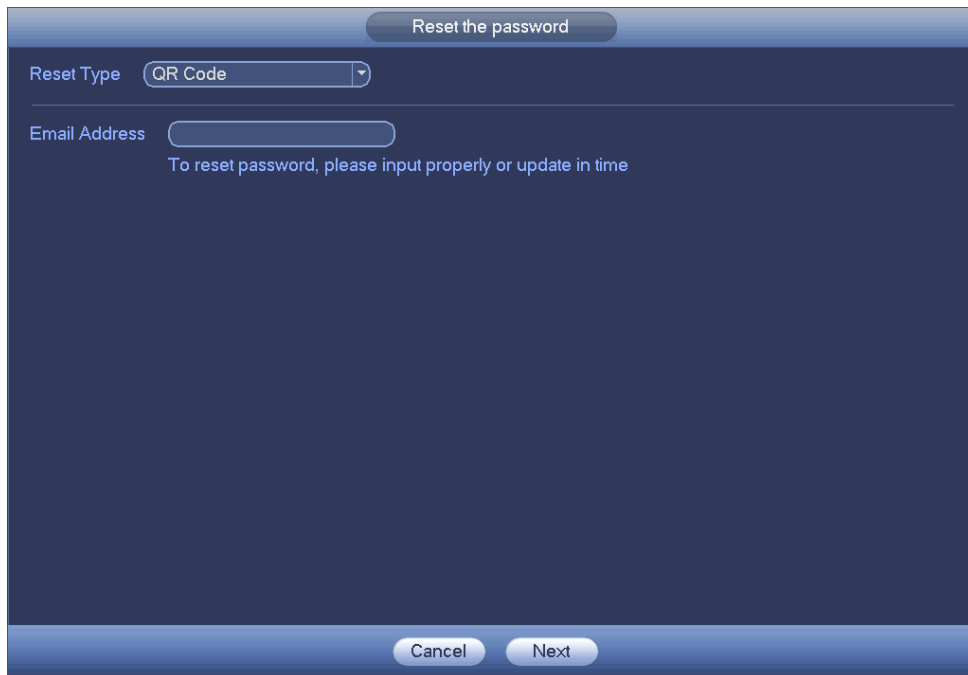 Reset the password
Reset Type QR Code
Email Address
To reset password, please input properly or update in time
Cancel Next